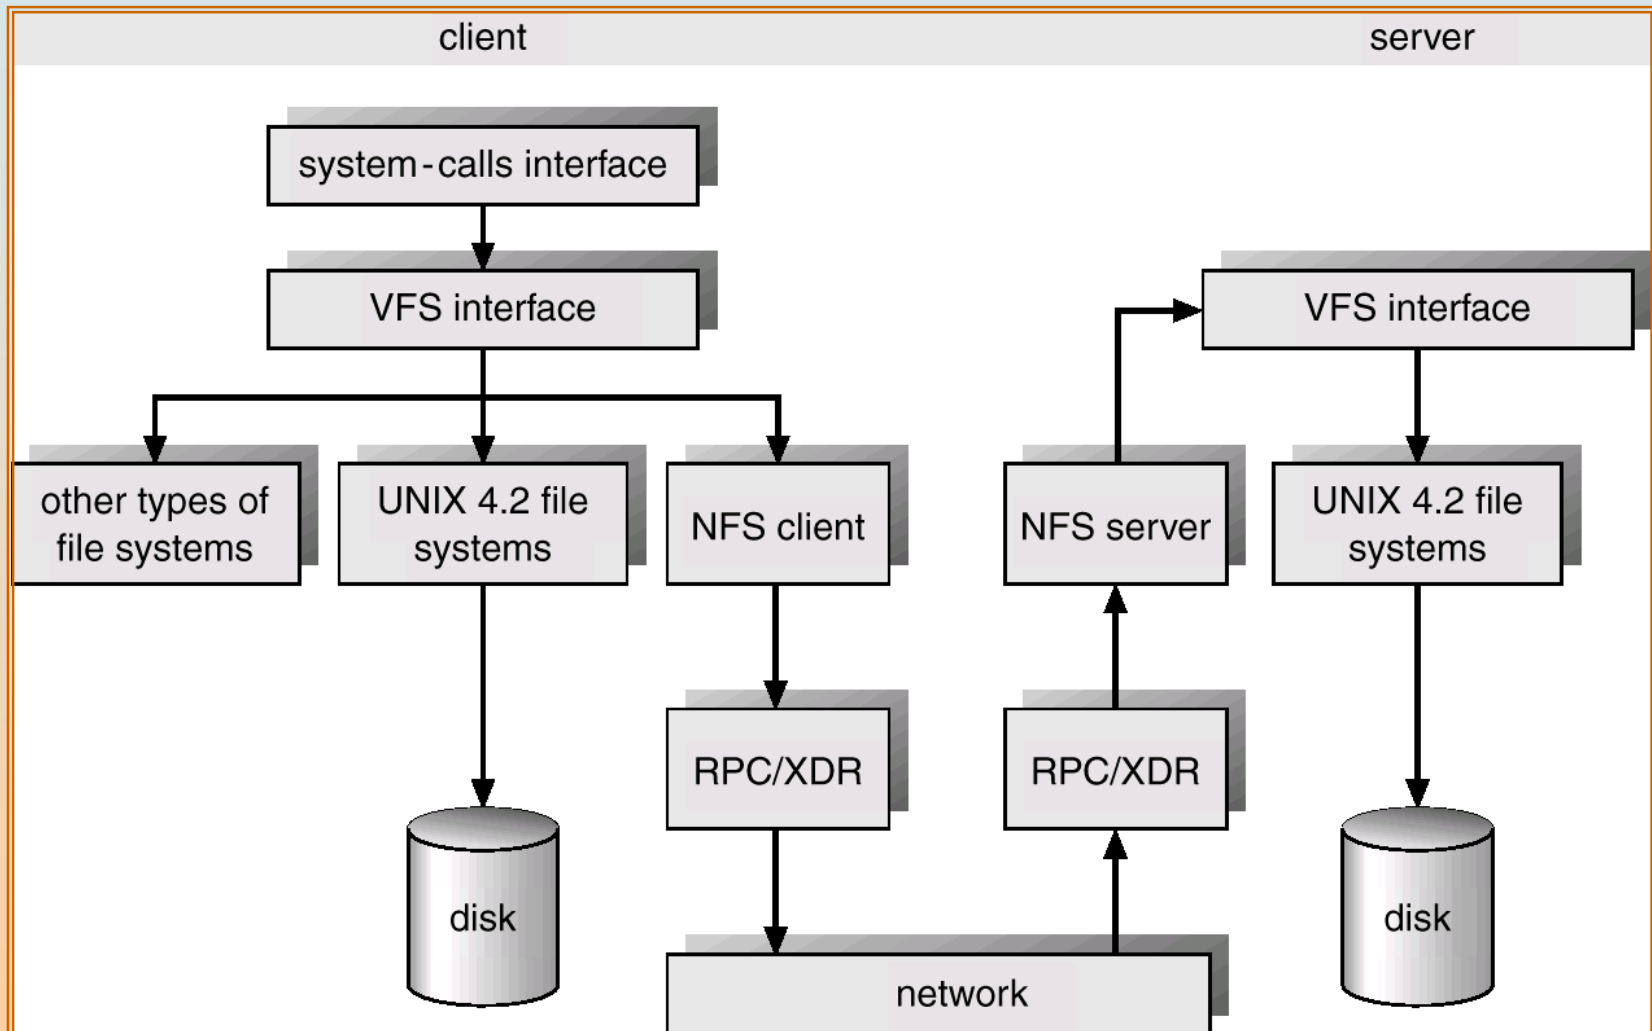 client
server
system-calls interface
VFS interface
VFS interface
other types of
file systems
UNIX 4.2 file
systems
NFS client
NFS server
UNIX 4.2 file
systems
RPC/XDR
RPC/XDR
disk
disk
network